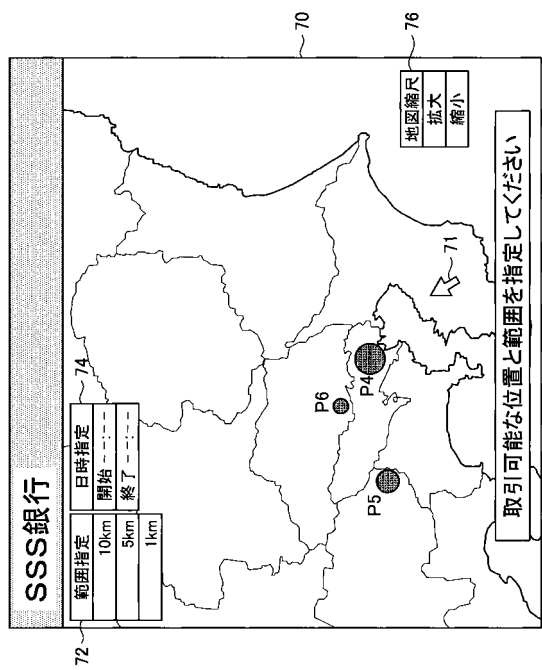 SSS銀行
範囲指定
10km
5km
1km
日時指定
開始 --:--
終了 --:--
72
74
70
76
地図縮尺
拡大
縮小
71
P6
P4
P5
取引可能な位置と範囲を指定してください